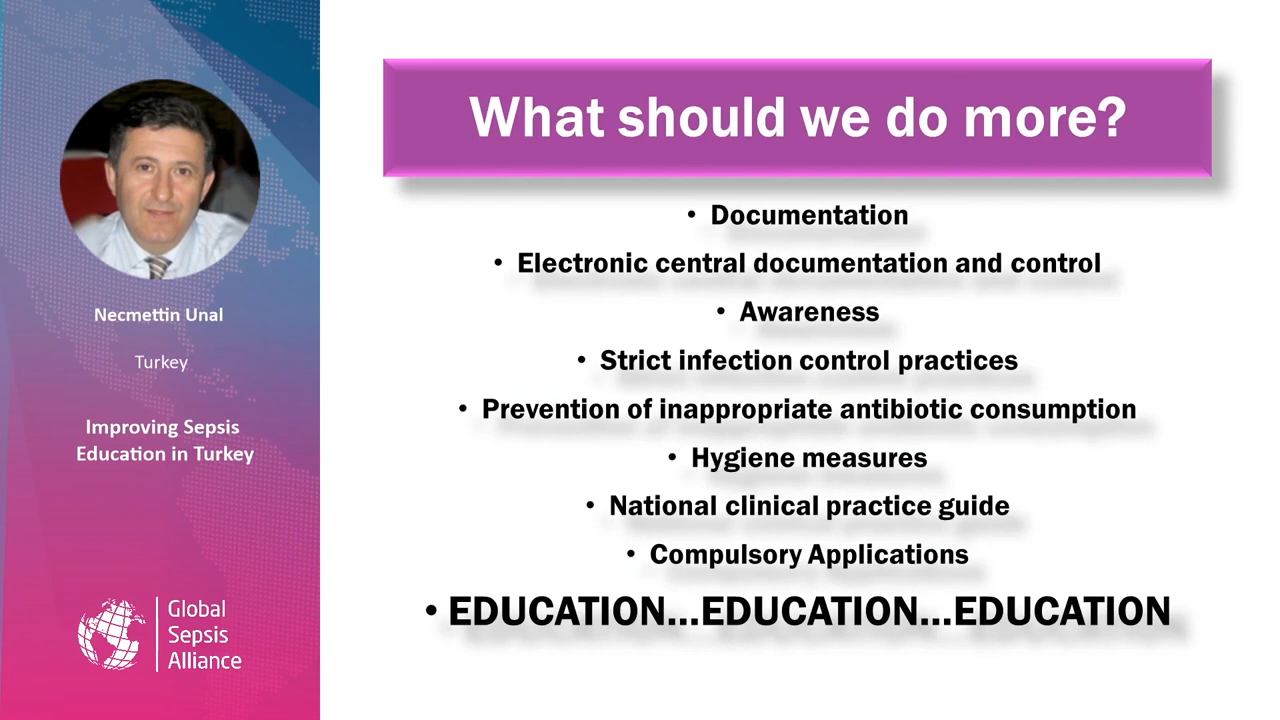 Necmettin Unal
Turkey
Improving Sepsis
Education in Turkey
Global
Sepsis
Alliance
What should we do more?
• Documentation
• Electronic central documentation and control
• Awareness
• Strict infection control practices
• Prevention of inappropriate antibiotic consumption
• Hygiene measures
• National clinical practice guide
• Compulsory Applications
• EDUCATION...EDUCATION...EDUCATION